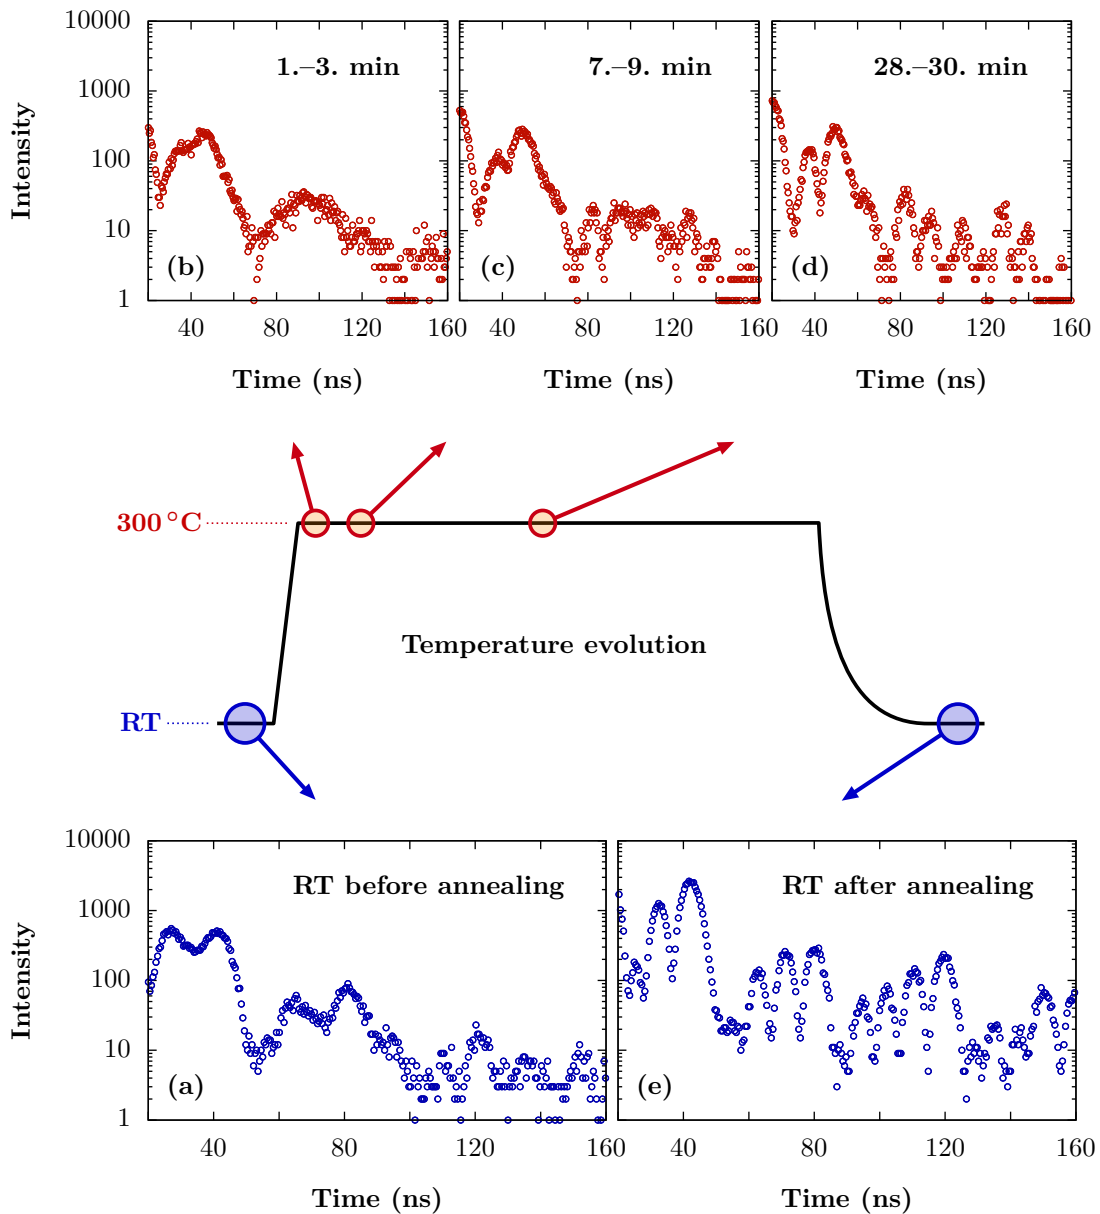 10000
1000
100
10
1
Intensity
1.–3. min
(b)
40 80 120 160
Time (ns)
7.–9. min
(c)
40 80 120 160
Time (ns)
28.–30. min
(d)
40 80 120 160
Time (ns)
300 °C
Temperature evolution
RT
10000
1000
100
10
1
Intensity
RT before annealing
(a)
40 80 120 160
Time (ns)
RT after annealing
(e)
40 80 120 160
Time (ns)